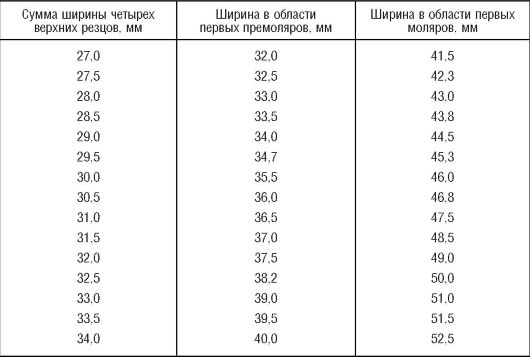 Сумма ширины четырех верхних резцов, мм | Ширина в области первых премоляров, мм | Ширина в области первых моляров, мм
27,0 32,0 41,5
27,5 32,5 42,3
28,0 33,0 43,0
28,5 33,5 43,8
29,0 34,0 44,5
29,5 34,7 45,3
30,0 35,5 46,0
30,5 36,0 46,8
31,0 36,5 47,5
31,5 37,0 48,5
32,0 37,5 49,0
32,5 38,2 50,0
33,0 39,0 51,0
33,5 39,5 51,5
34,0 40,0 52,5